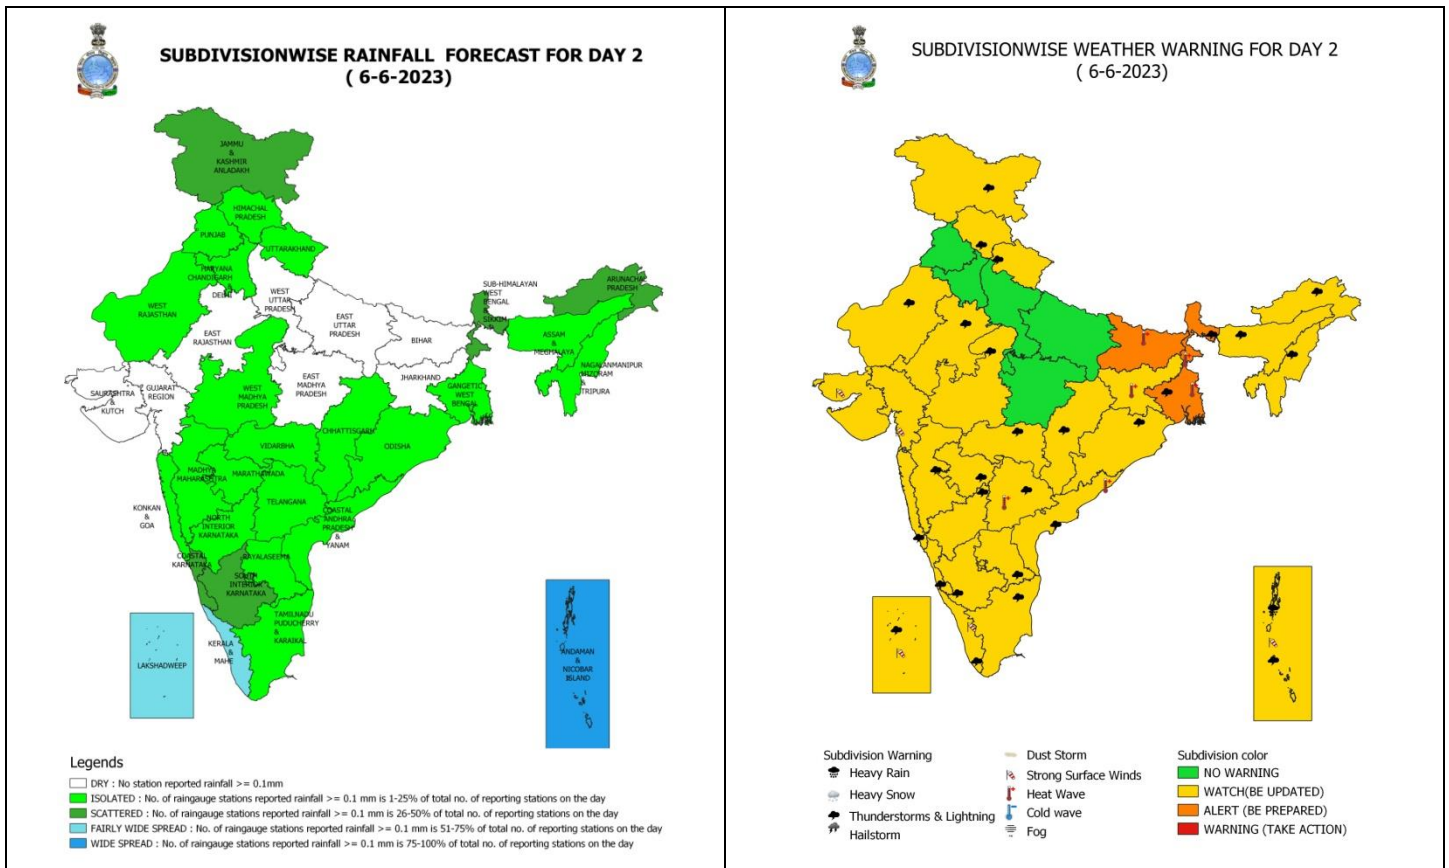 SUBDIVISIONWISE RAINFALL FORECAST FOR DAY 2
( 6-6-2023)
JAMMU
&
KASHMIR
ANLADAKH
HIMACHAL
PRADESH
PUNJAB
UTTARAKHAND
HARYANA
CHANDIGARH
&
DELHI
WEST
UTTAR
PRADESH
SUB-HIMALAYAN
WEST
BENGAL
&
SIKKIM
ARUNACHAL
PRADESH
WEST
RAJASTHAN
EAST
RAJASTHAN
EAST
UTTAR
PRADESH
BIHAR
ASSAM
&
MEGHALAYA
NAGALANMANIPUR
MIZORAM
&
TRIPURA
SAURASHTRA
&
KUTCH
GUJARAT
REGION
WEST
MADHYA
PRADESH
EAST
MADHYA
PRADESH
JHARKHAND
GANGETIC
WEST
BENGAL
CHHATTISGARH
ODISHA
VIDARBHA
MADHYA
MAHARASHTRA
MARATHAWADA
TELANGANA
KONKAN
&
GOA
NORTH
INTERIOR
KARNATAKA
COASTAL
ANDHRA
PRADESH
&
YANAM
COASTAL
KARNATAKA
RAYALASEEMA
SOUTH
INTERIOR
KARNATAKA
TAMILNADU
PUDUCHERRY
&
KARAIKAL
KERALA
&
MAHE
LAKSHADWEEP
ANDAMAN
&
NICOBAR
ISLAND
Legends
DRY : No station reported rainfall >= 0.1mm
ISOLATED : No. of raingauge stations reported rainfall >= 0.1 mm is 1-25% of total no. of reporting stations on the day
SCATTERED : No. of raingauge stations reported rainfall >= 0.1 mm is 26-50% of total no. of reporting stations on the day
FAIRLY WIDE SPREAD : No. of raingauge stations reported rainfall >= 0.1 mm is 51-75% of total no. of reporting stations on the day
WIDE SPREAD : No. of raingauge stations reported rainfall >= 0.1 mm is 75-100% of total no. of reporting stations on the day
SUBDIVISIONWISE WEATHER WARNING FOR DAY 2
( 6-6-2023)
Subdivision Warning
Heavy Rain
Heavy Snow
Thunderstorms & Lightning
Hailstorm
Dust Storm
Strong Surface Winds
Heat Wave
Cold wave
Fog
Subdivision color
NO WARNING
WATCH(BE UPDATED)
ALERT (BE PREPARED)
WARNING (TAKE ACTION)